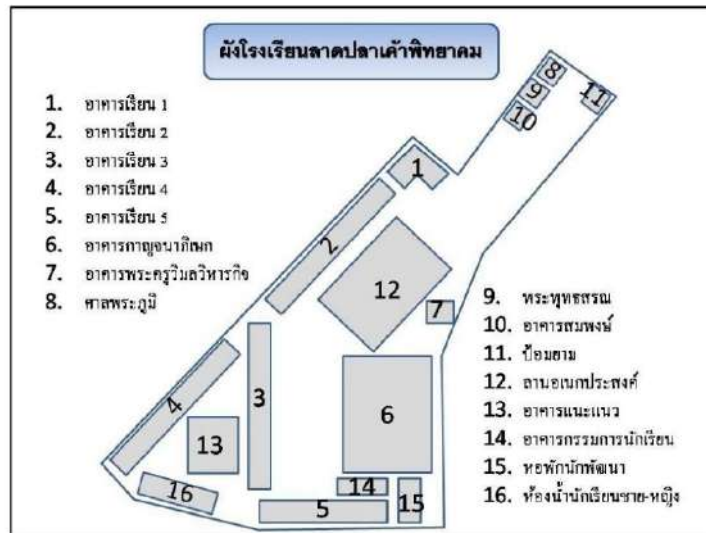 ผังโรงเรียนลาดปลาเค้าพิทยาคม
1. อาคารเรียน 1
2. อาคารเรียน 2
3. อาคารเรียน 3
4. อาคารเรียน 4
5. อาคารเรียน 5
6. อาคารกาญจนาภิเษก
7. อาคารพระครูวิมลวิหารกิจ
8. ศาลพระภูมิ
9. พระพุทธสรณ
10. อาคารสมพงษ์
11. ป้อมยาม
12. ลานอเนกประสงค์
13. อาคารแนะแนว
14. อาคารกรรมการนักเรียน
15. หอพักนักพัฒนา
16. ห้องน้ำนักเรียนชาย-หญิง
8
9
11
10
1
2
12
7
3
4
6
13
16
14
15
5